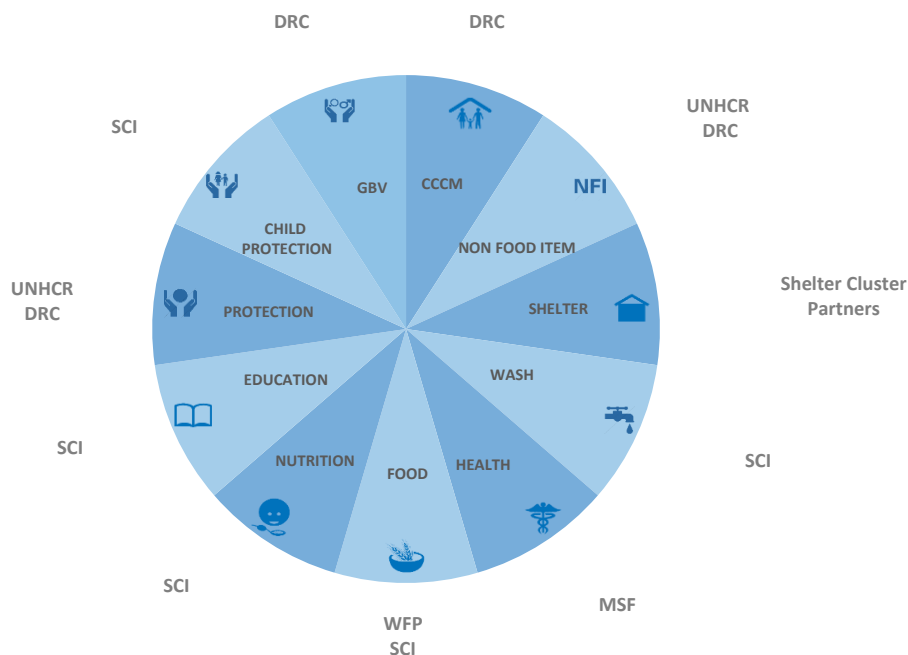 DRC
DRC
SCI
UNHCR
DRC
NFI
GBV
CCCM
CHILD
PROTECTION
NON FOOD ITEM
UNHCR
DRC
PROTECTION
SHELTER
Shelter Cluster
Partners
EDUCATION
WASH
SCI
NUTRITION
FOOD
HEALTH
SCI
SCI
WFP
SCI
MSF